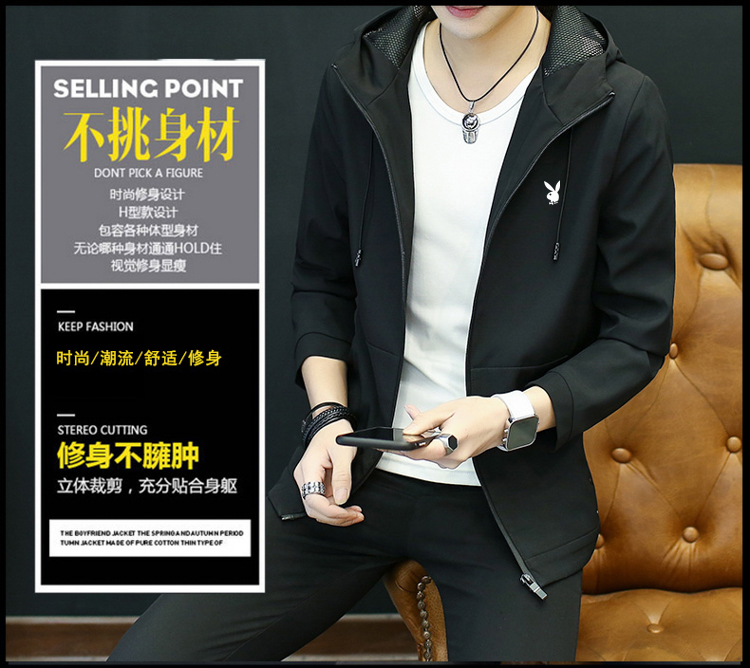 SELLING POINT
不挑身材
DONT PICK A FIGURE
时尚修身设计
H型款设计
包容各种体型身材
无论哪种身材通通HOLD住
视觉修身显瘦
KEEP FASHION
时尚/潮流/舒适/修身
STEREO CUTTING
修身不臃肿
立体裁剪，充分贴合身躯
THE BOYFRIEND JACKET THE SPRINGANDAUTUMN PERIOD
TUMN JACKET MADE OF PURE COTTON THIN TYPE OF